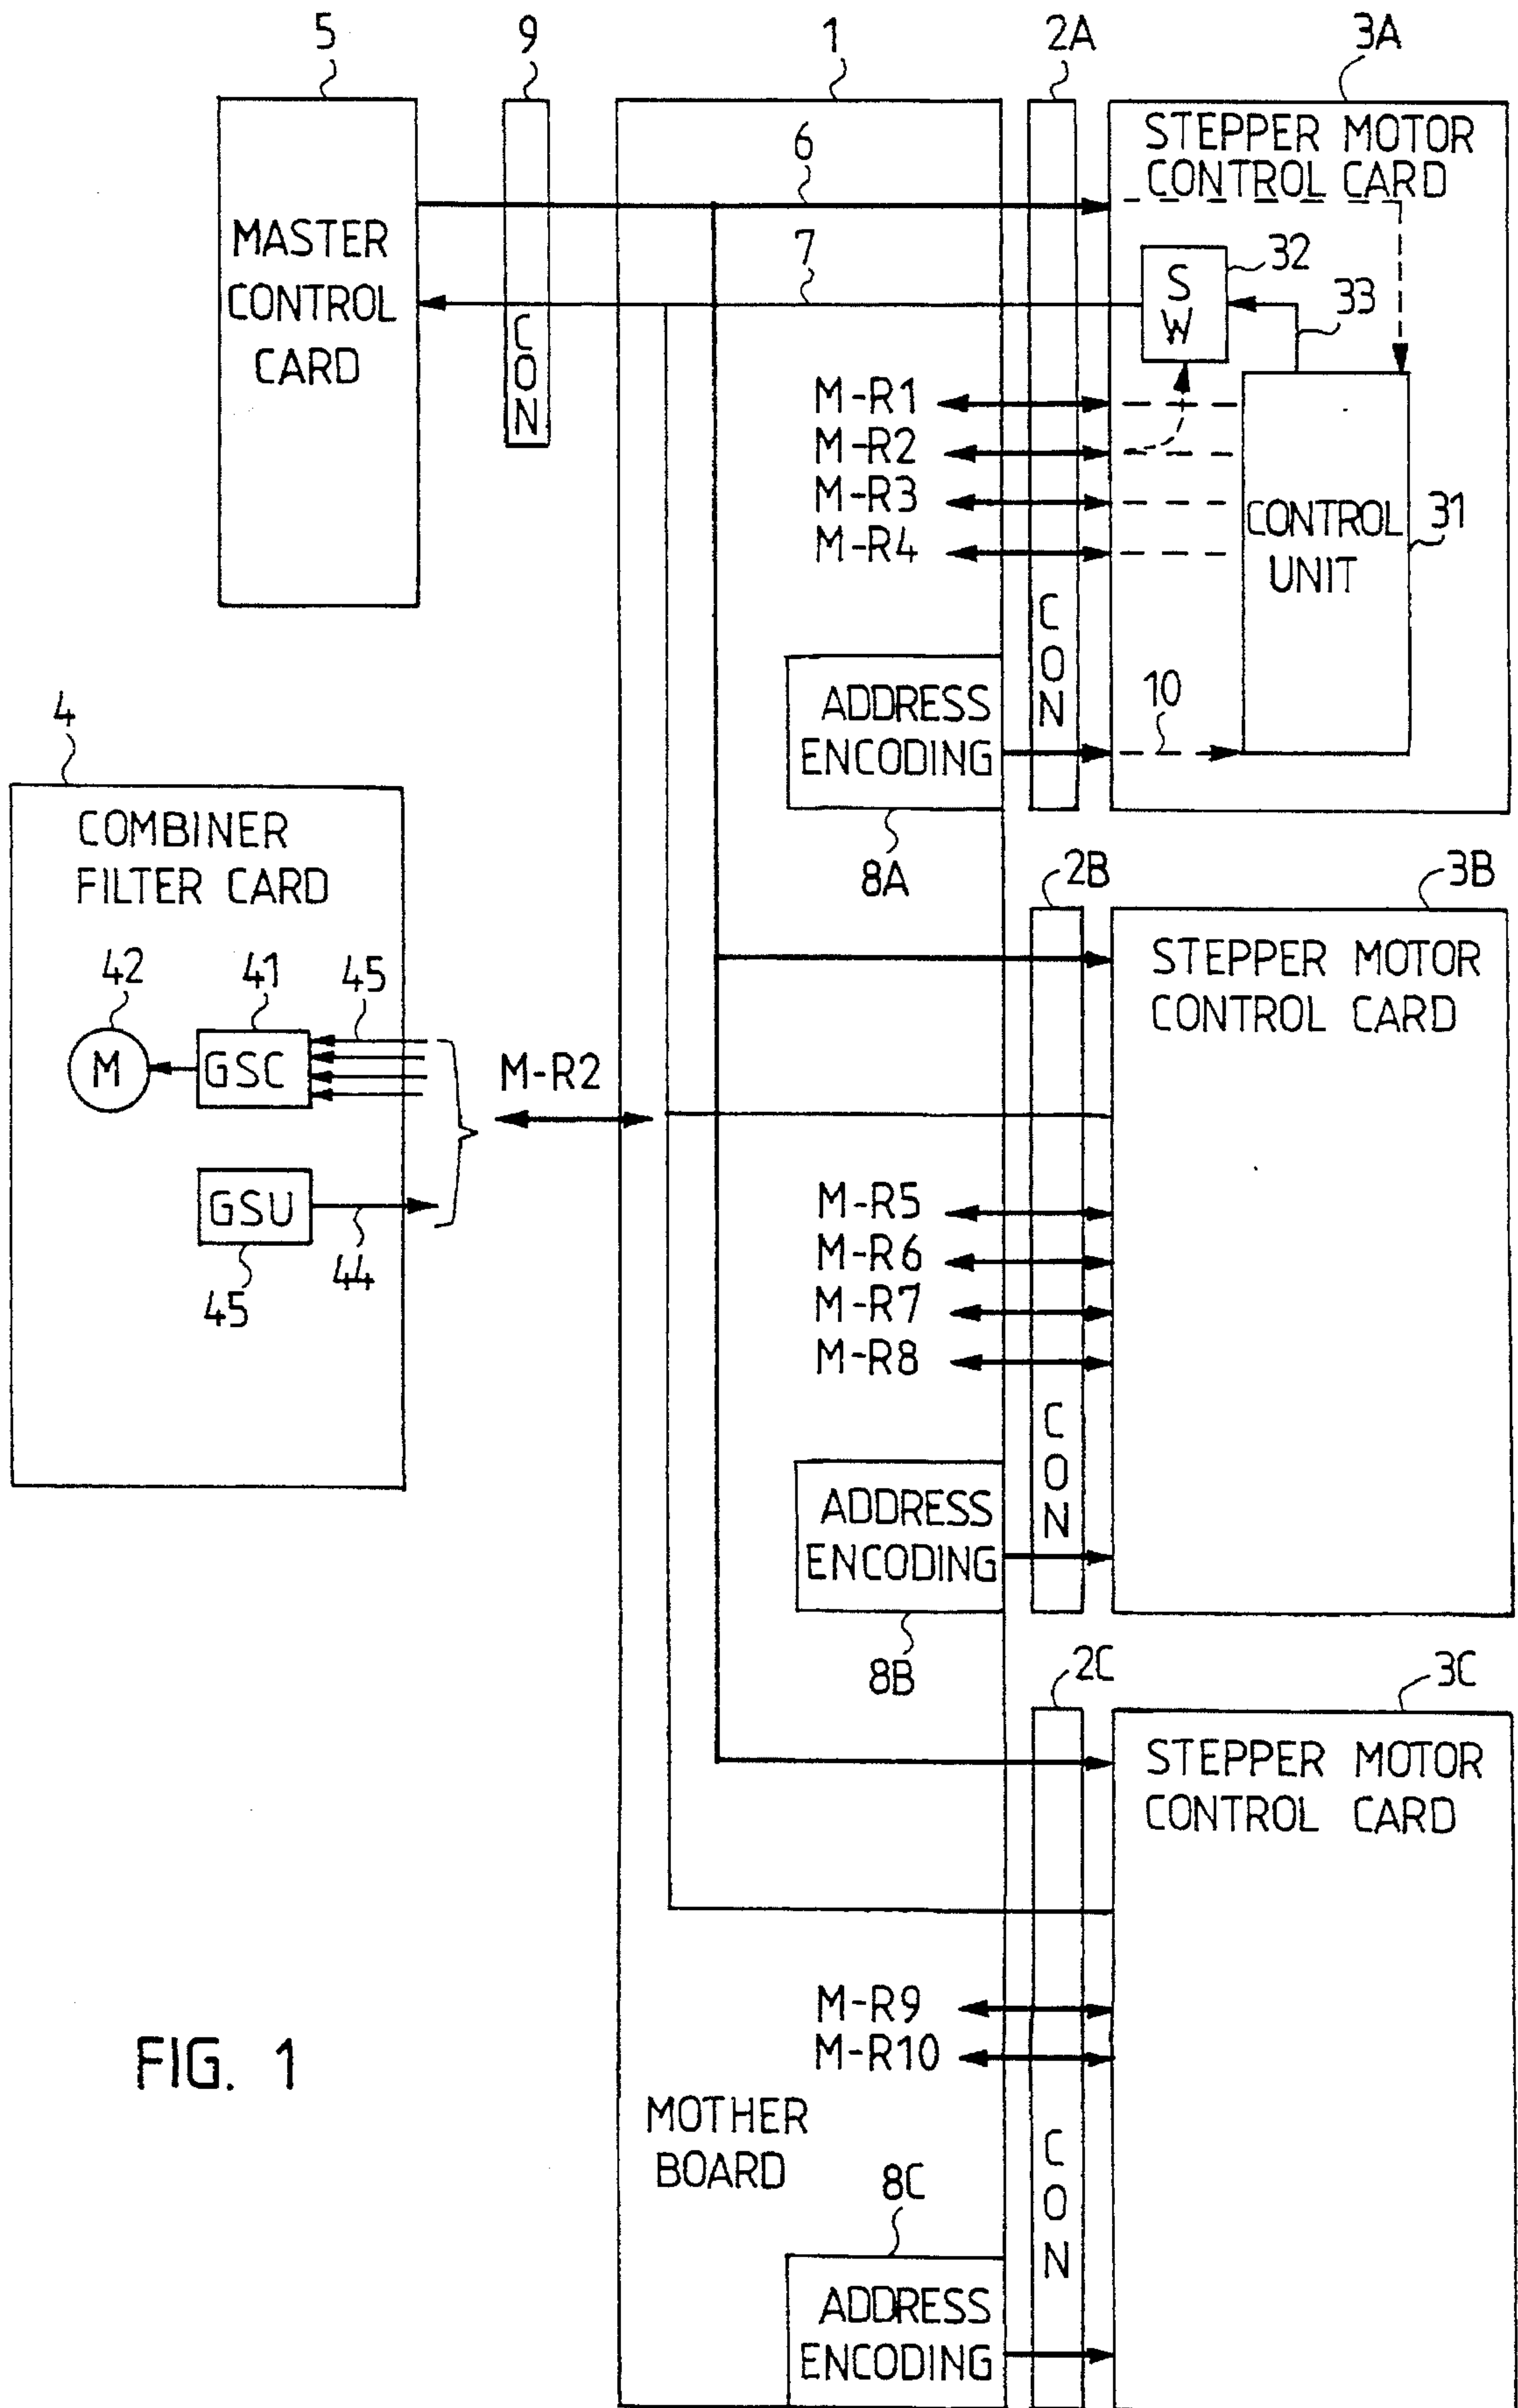 5
9
1
2A
3A
MASTER
CONTROL
CARD
CON
6
7
STEPPER MOTOR
CONTROL CARD
SW
32
33
M-R1
M-R2
M-R3
M-R4
CONTROL
UNIT
31
CON
ADDRESS
ENCODING
10
8A
4
COMBINER
FILTER CARD
42
41
45
M
GSC
GSU
45
44
M-R2
2B
3B
STEPPER MOTOR
CONTROL CARD
M-R5
M-R6
M-R7
M-R8
CON
ADDRESS
ENCODING
8B
2C
3C
STEPPER MOTOR
CONTROL CARD
M-R9
M-R10
CON
MOTHER
BOARD
8C
ADDRESS
ENCODING
FIG. 1